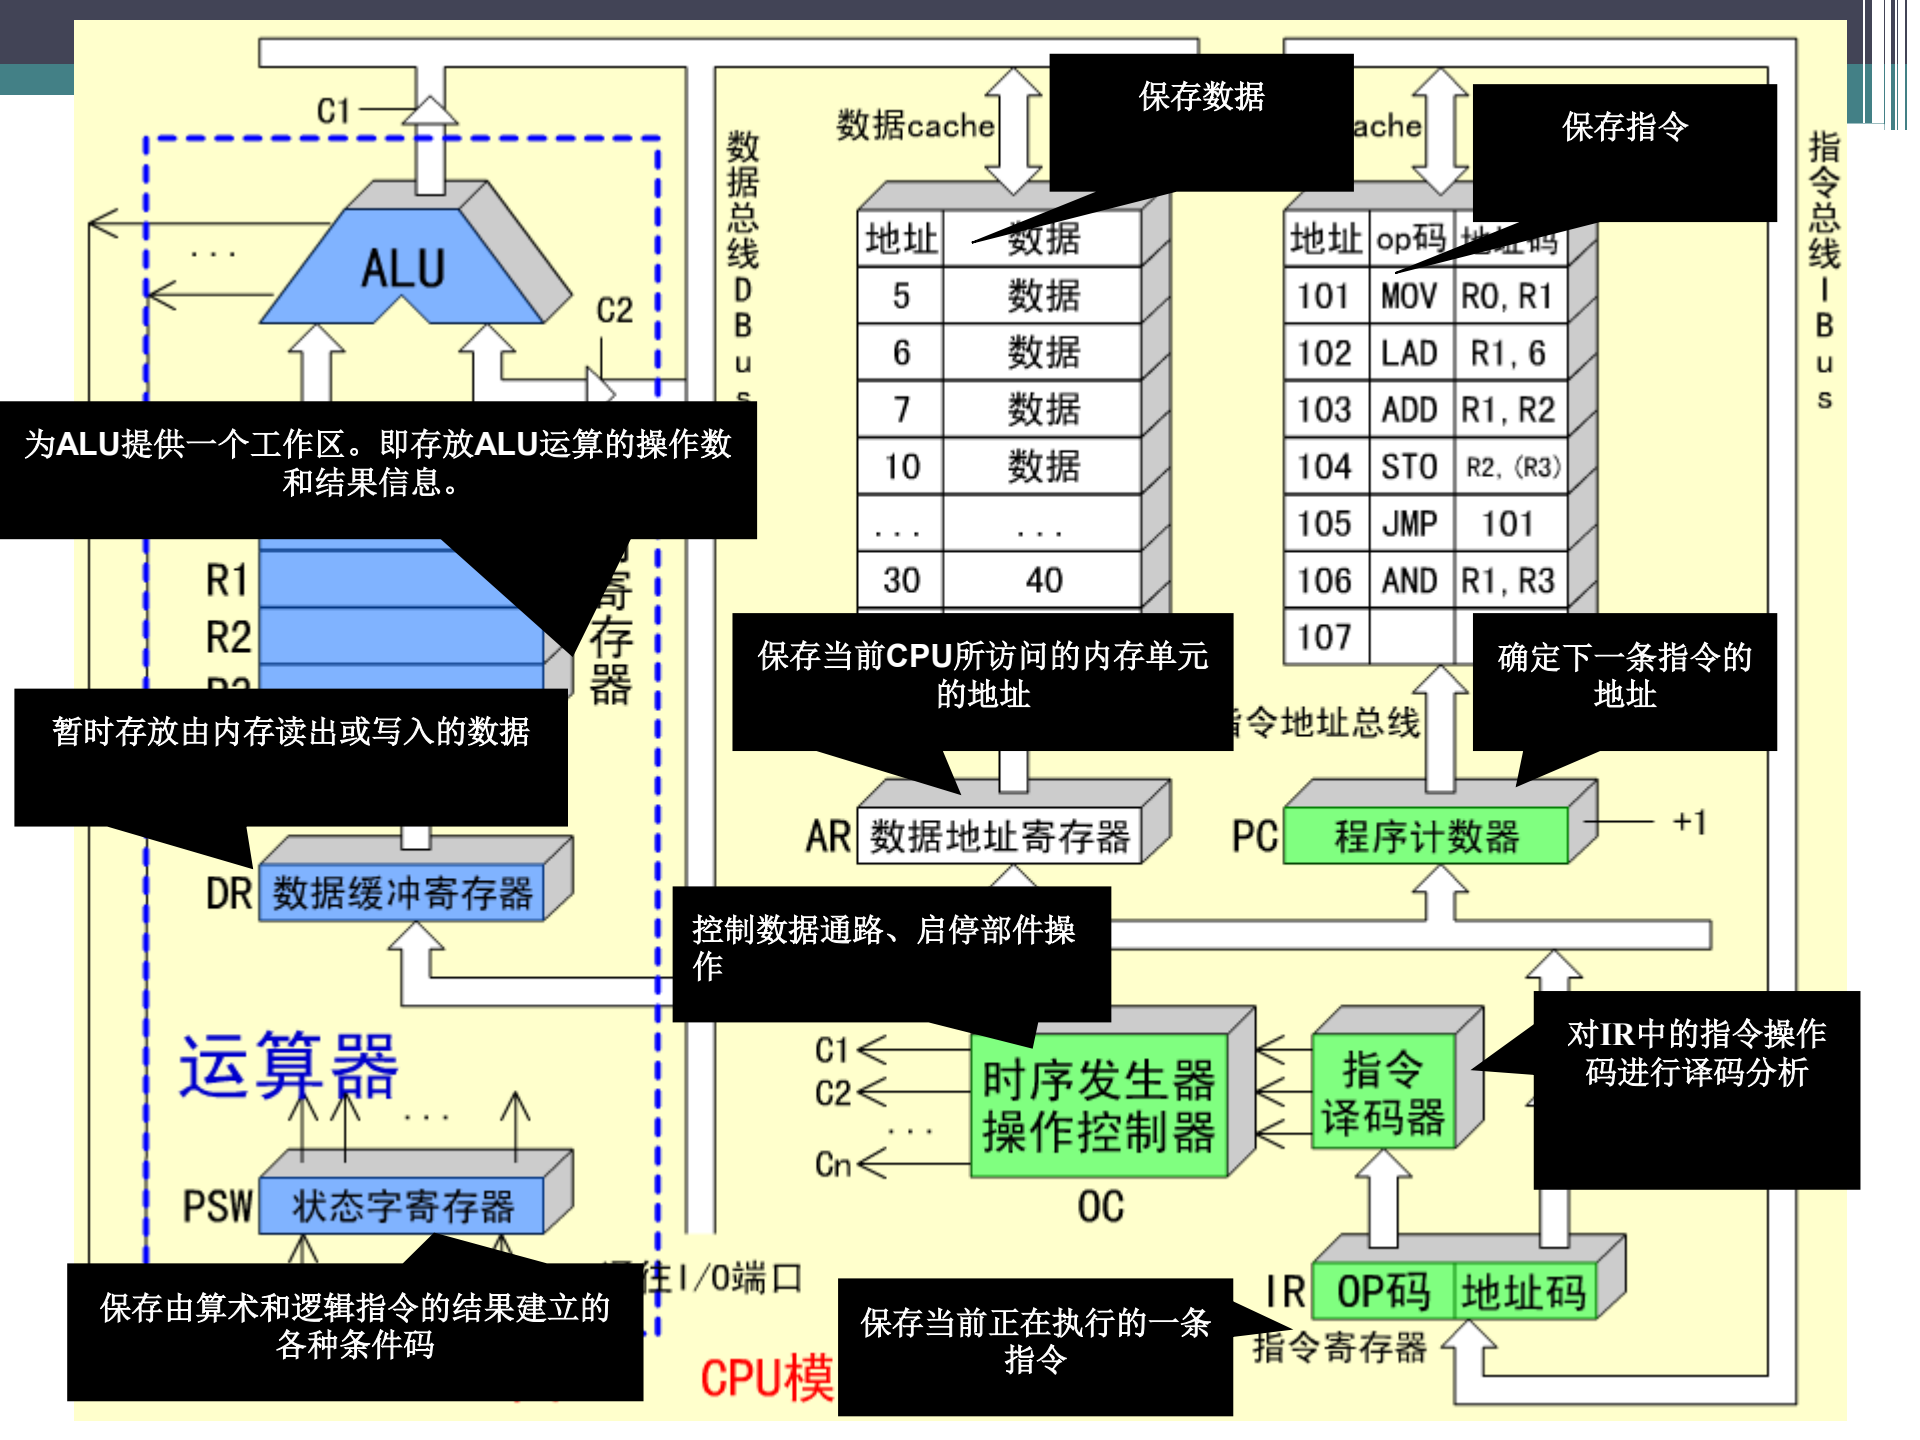 C1
数据cache
保存数据
ache
保存指令
数据总线DBus
指令总线IBus
ALU
...
C2
地址 数据
5 数据
6 数据
7 数据
10 数据
... ...
30 40
地址 op码 地址码
101 MOV R0, R1
102 LAD R1, 6
103 ADD R1, R2
104 STO R2, (R3)
105 JMP 101
106 AND R1, R3
107
为ALU提供一个工作区。即存放ALU运算的操作数
和结果信息。
R1
R2
寄存器
保存当前CPU所访问的内存单元
的地址
确定下一条指令的
地址
指令地址总线
暂时存放由内存读出或写入的数据
AR 数据地址寄存器
PC 程序计数器
+1
DR 数据缓冲寄存器
控制数据通路、启停部件操
作
运算器
C1
C2
...
Cn
时序发生器
操作控制器
OC
指令
译码器
对IR中的指令操作
码进行译码分析
...
PSW 状态字寄存器
往I/O端口
IR OP码 地址码
指令寄存器
保存由算术和逻辑指令的结果建立的
各种条件码
保存当前正在执行的一条
指令
CPU模